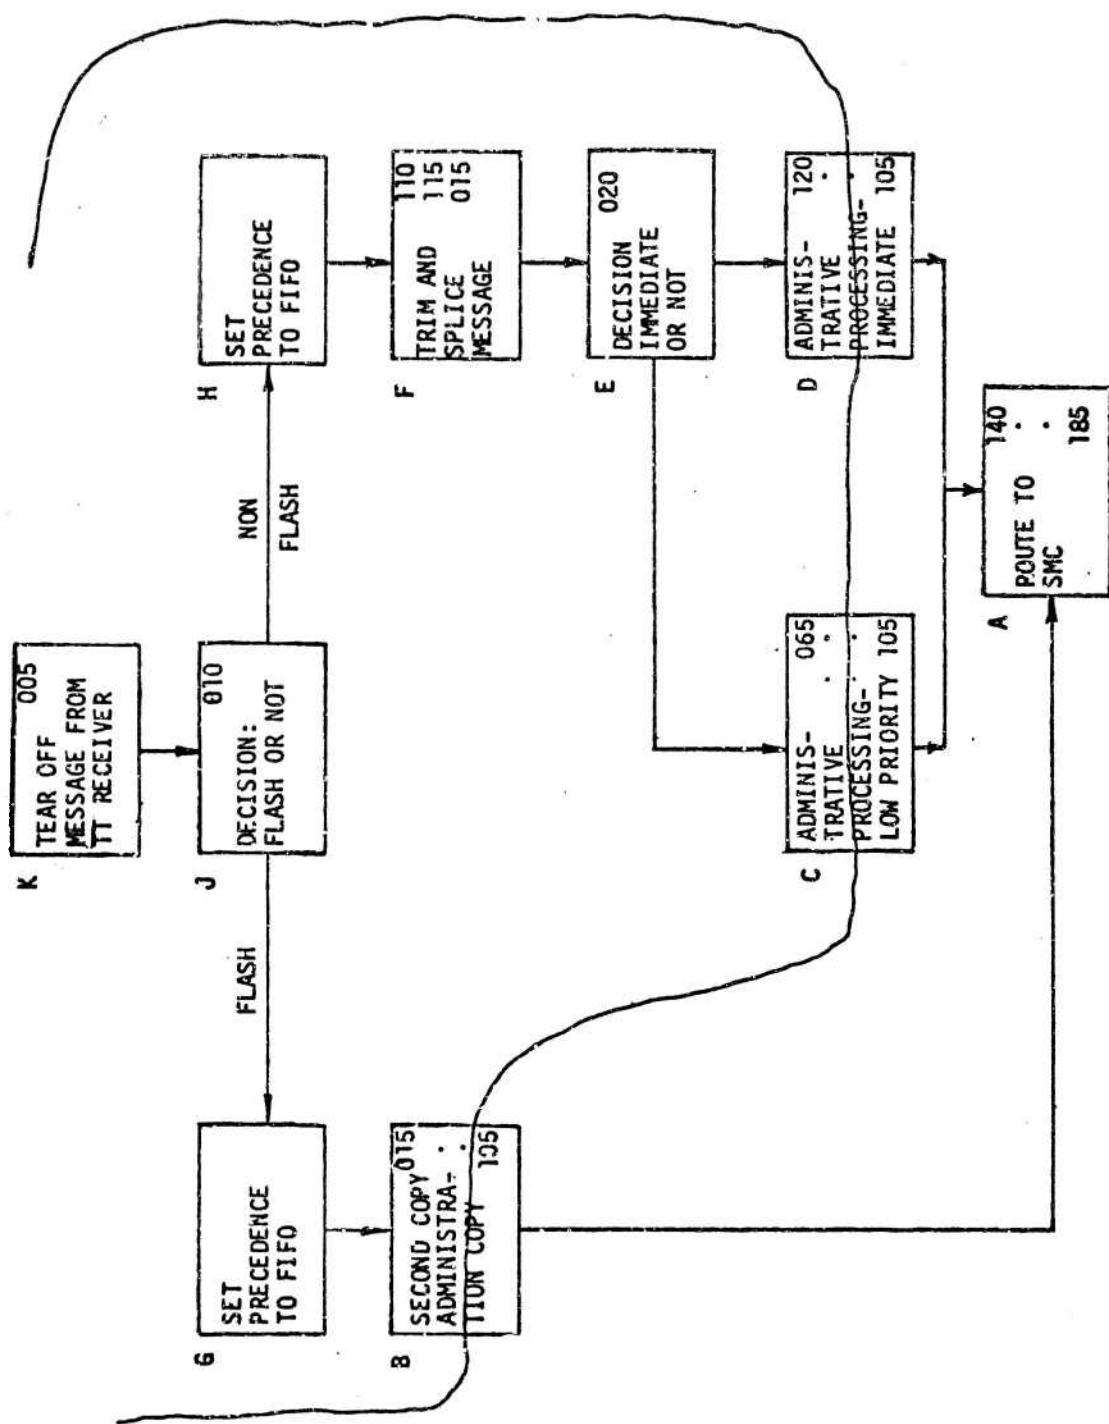 K
TEAR OFF 005
MESSAGE FROM
TT RECEIVER
J
010
DECISION:
FLASH OR NOT
FLASH
NON
FLASH
G
SET
PRECEDENCE
TO FIFO
H
SET
PRECEDENCE
TO FIFO
B
SECOND COPY 015
ADMINISTRA- .
TION COPY .
105
F
110
TRIM AND 115
SPLICE 015
MESSAGE
E
DECISION 020
IMMEDIATE
OR NOT
C
ADMINIS- 065
TRATIVE .
PROCESSING- .
LOW PRIORITY 105
D
ADMINIS- 120
TRATIVE .
PROCESSING- .
IMMEDIATE 105
A
140
ROUTE TO .
SMC .
185